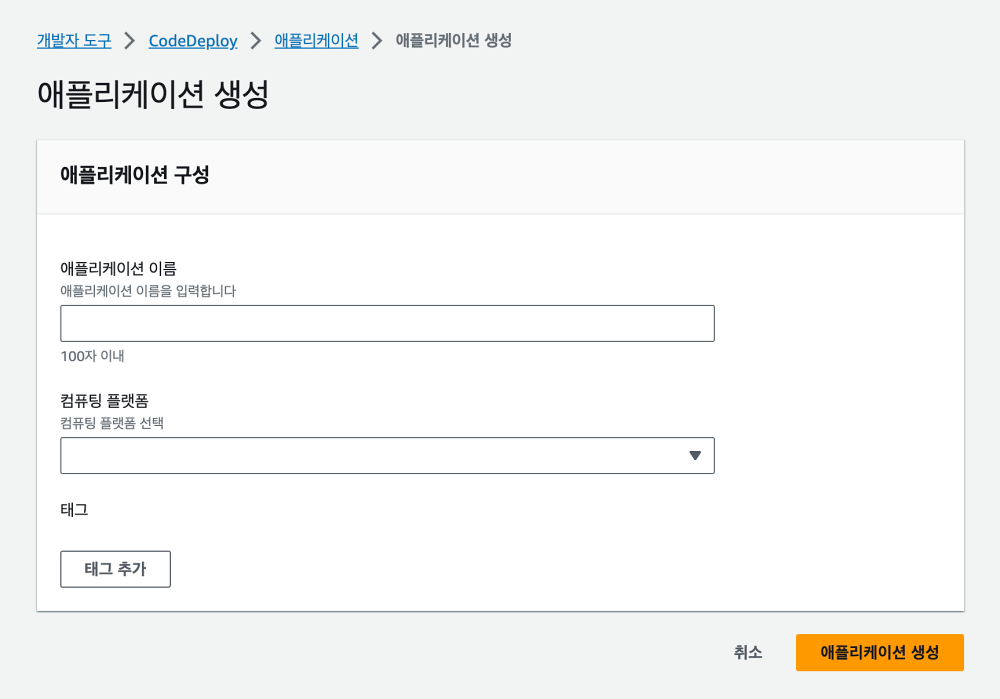 개발자 도구 > CodeDeploy > 애플리케이션 > 애플리케이션 생성
애플리케이션 생성
애플리케이션 구성
애플리케이션 이름
애플리케이션 이름을 입력합니다
100자 이내
컴퓨팅 플랫폼
컴퓨팅 플랫폼 선택
태그
태그 추가
취소 애플리케이션 생성